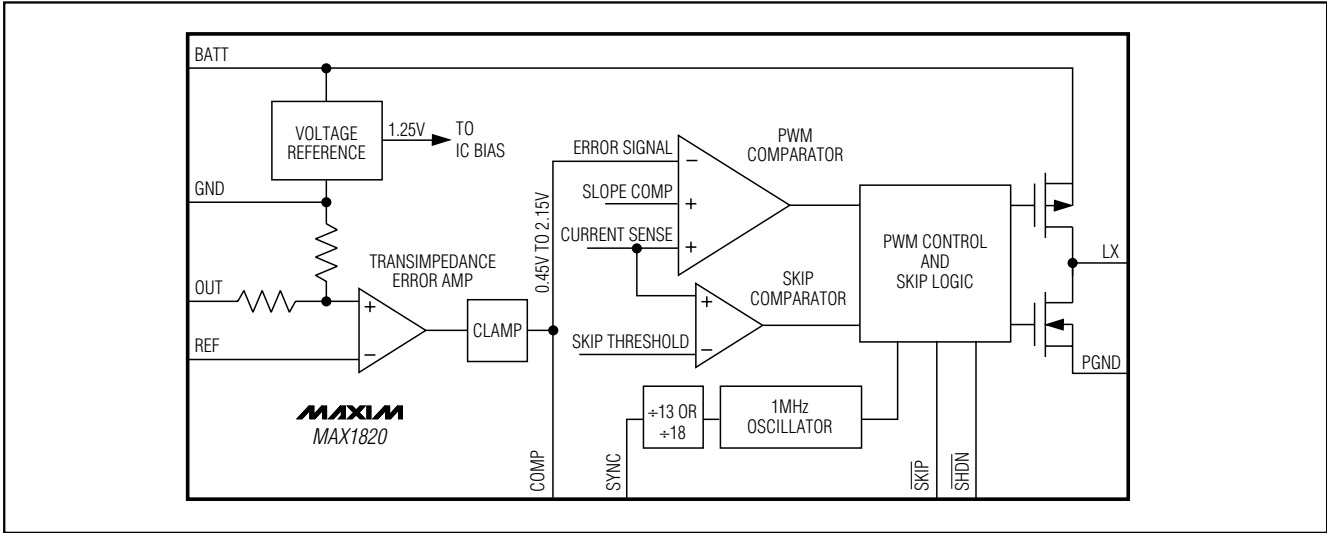 BATT
VOLTAGE
REFERENCE
1.25V
TO
IC BIAS
GND
TRANSIMPEDANCE
ERROR AMP
OUT
+
−
REF
CLAMP
0.45V TO 2.15V
ERROR SIGNAL
−
SLOPE COMP
+
CURRENT SENSE
+
PWM
COMPARATOR
SKIP
COMPARATOR
+
SKIP THRESHOLD
−
PWM CONTROL
AND
SKIP LOGIC
LX
PGND
÷13 OR
÷18
1MHz
OSCILLATOR
MAXIM
MAX1820
COMP
SYNC
SKIP
SHDN